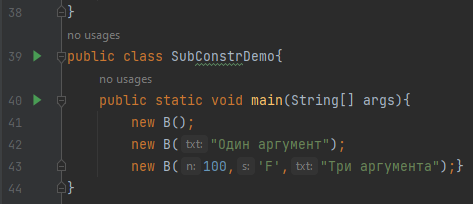 38 }
no usages
39 public class SubConstrDemo{
no usages
40 public static void main(String[] args){
41 new B();
42 new B( txt: "Один аргумент");
43 new B( n: 100, s: 'F', txt: "Три аргумента");}
44 }